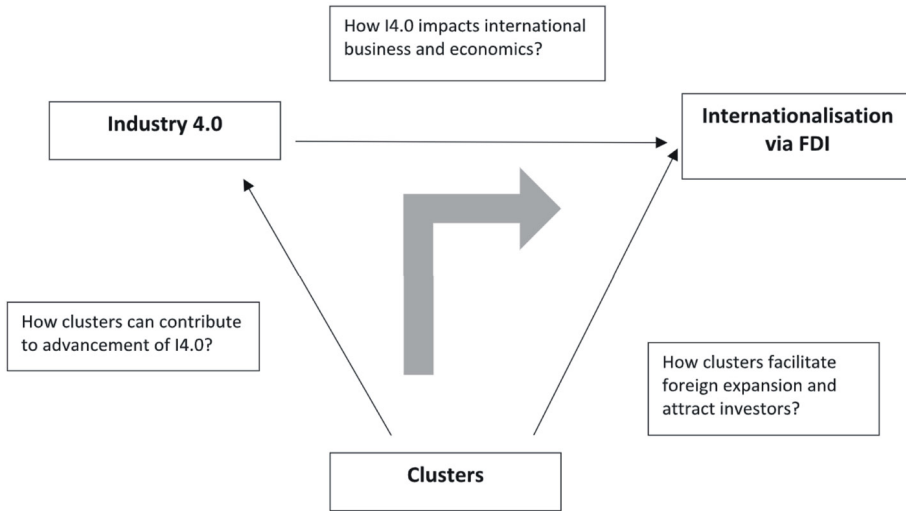 How I4.0 impacts international
business and economics?
Industry 4.0
Internationalisation
via FDI
How clusters can contribute
to advancement of I4.0?
How clusters facilitate
foreign expansion and
attract investors?
Clusters